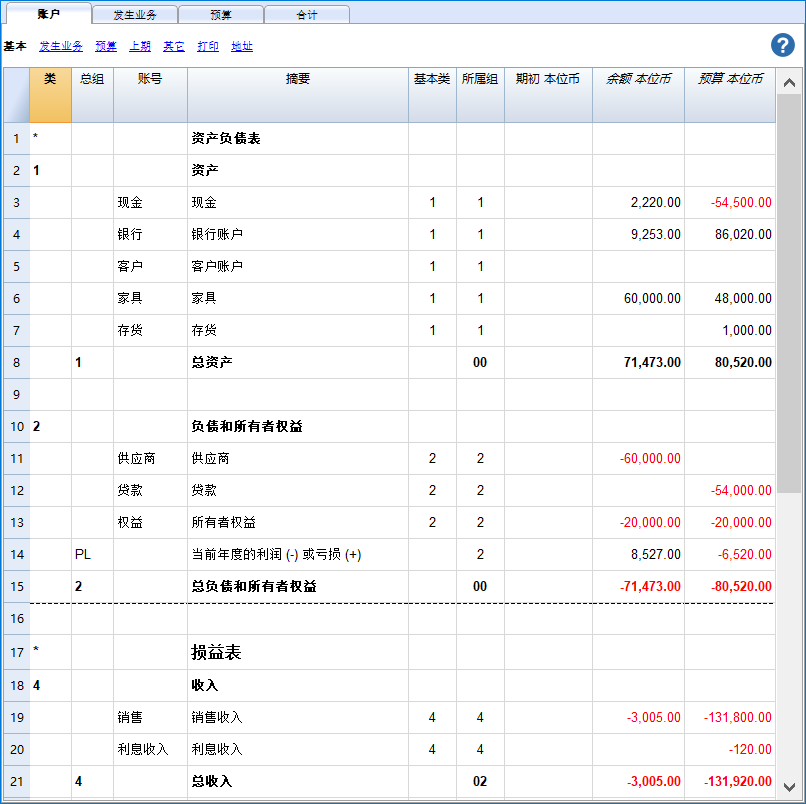 账户 发生业务 预算 合计
基本 发生业务 预算 上期 其它 打印 地址 ?
类 总组 账号 摘要 基本类 所属组 期初 本位币 余额 本位币 预算 本位币
1 * 资产负债表
2 1 资产
3 现金 现金 1 1 2,220.00 -54,500.00
4 银行 银行账户 1 1 9,253.00 86,020.00
5 客户 客户账户 1 1
6 家具 家具 1 1 60,000.00 48,000.00
7 存货 存货 1 1 1,000.00
8 1 总资产 00 71,473.00 80,520.00
9
10 2 负债和所有者权益
11 供应商 供应商 2 2 -60,000.00
12 贷款 贷款 2 2 -54,000.00
13 权益 所有者权益 2 2 -20,000.00 -20,000.00
14 PL 当前年度的利润 (-) 或亏损 (+) 2 8,527.00 -6,520.00
15 2 总负债和所有者权益 00 -71,473.00 -80,520.00
16
17 * 损益表
18 4 收入
19 销售 销售收入 4 4 -3,005.00 -131,800.00
20 利息收入 利息收入 4 4 -120.00
21 4 总收入 02 -3,005.00 -131,920.00